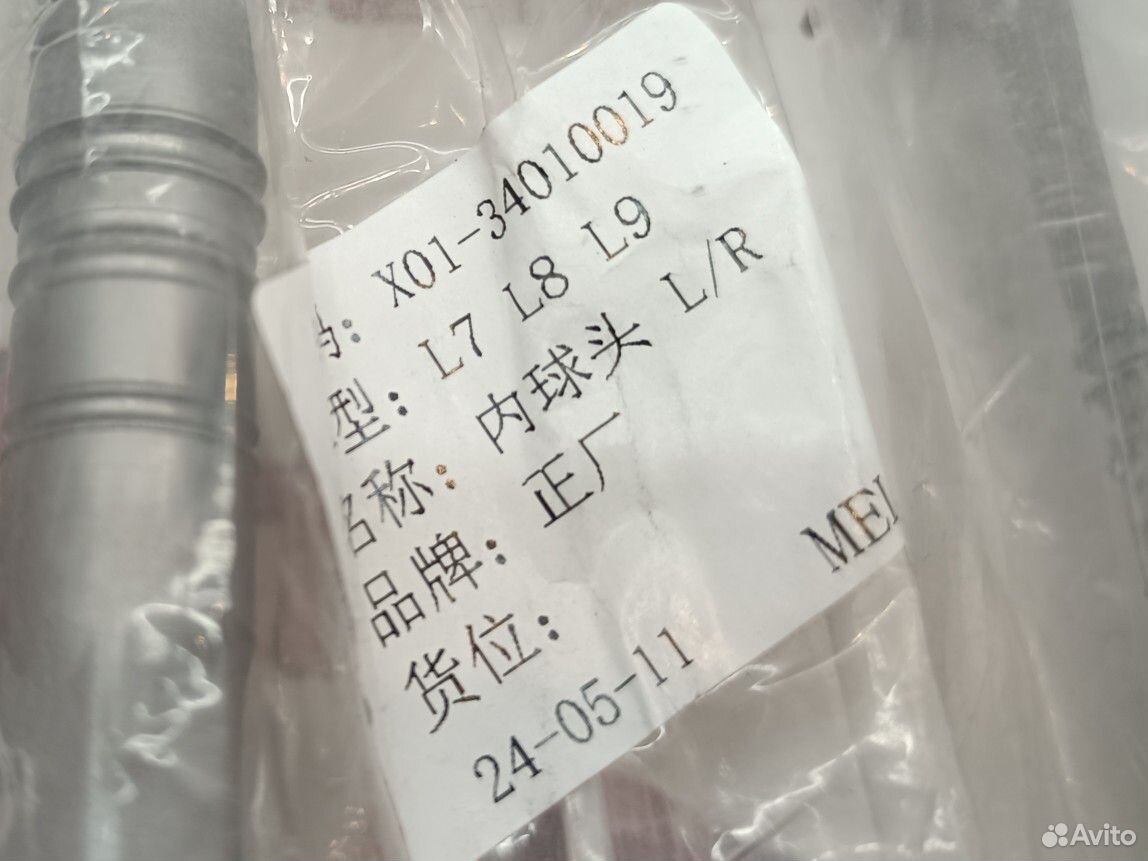 : X01-34010019
型: L7 L8 L9
名称: 内球头 L/R
品牌: 正厂
货位:
24-05-11
Avito